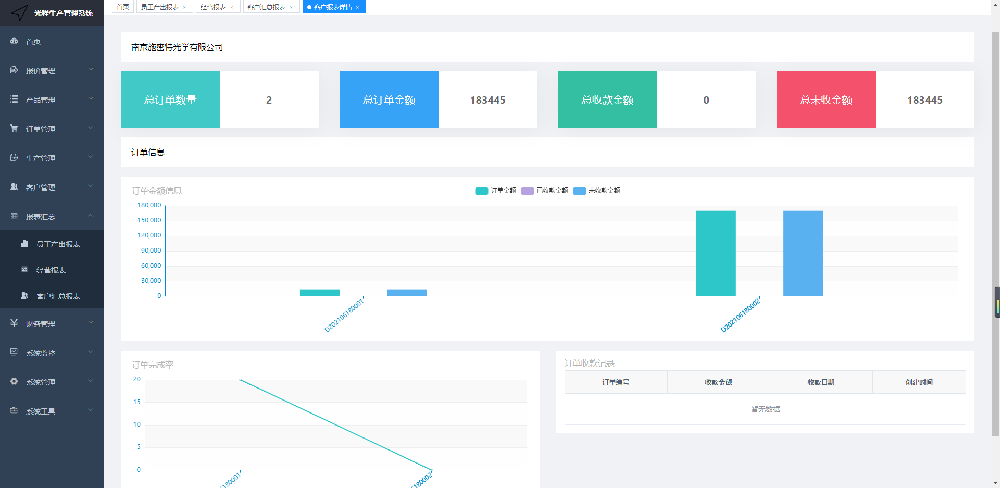 光程生产管理系统
首页
报价管理
产品管理
订单管理
生产管理
客户管理
报表汇总
员工产出报表
经营报表
客户汇总报表
财务管理
系统监控
系统管理
系统工具
首页 员工产出报表 × 经营报表 × 客户汇总报表 × 客户报表详情 ×
南京施密特光学有限公司
总订单数量 2 总订单金额 183445 总收款金额 0 总未收金额 183445
订单信息
订单金额信息
订单金额 已收款金额 未收款金额
180,000
150,000
120,000
90,000
60,000
30,000
0
D202106180001 D202106180002
订单完成率
20
15
10
5
0
180001 180002
订单收款记录
订单编号 收款金额 收款日期 创建时间
暂无数据